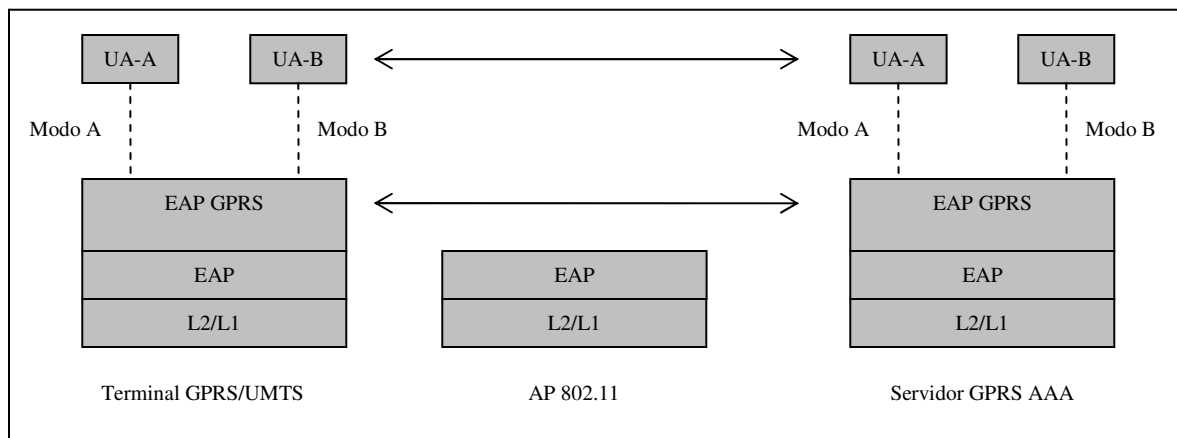 UA-A UA-B UA-A UA-B
Modo A Modo B Modo A Modo B
EAP GPRS EAP GPRS
EAP EAP EAP
L2/L1 L2/L1 L2/L1
Terminal GPRS/UMTS AP 802.11 Servidor GPRS AAA